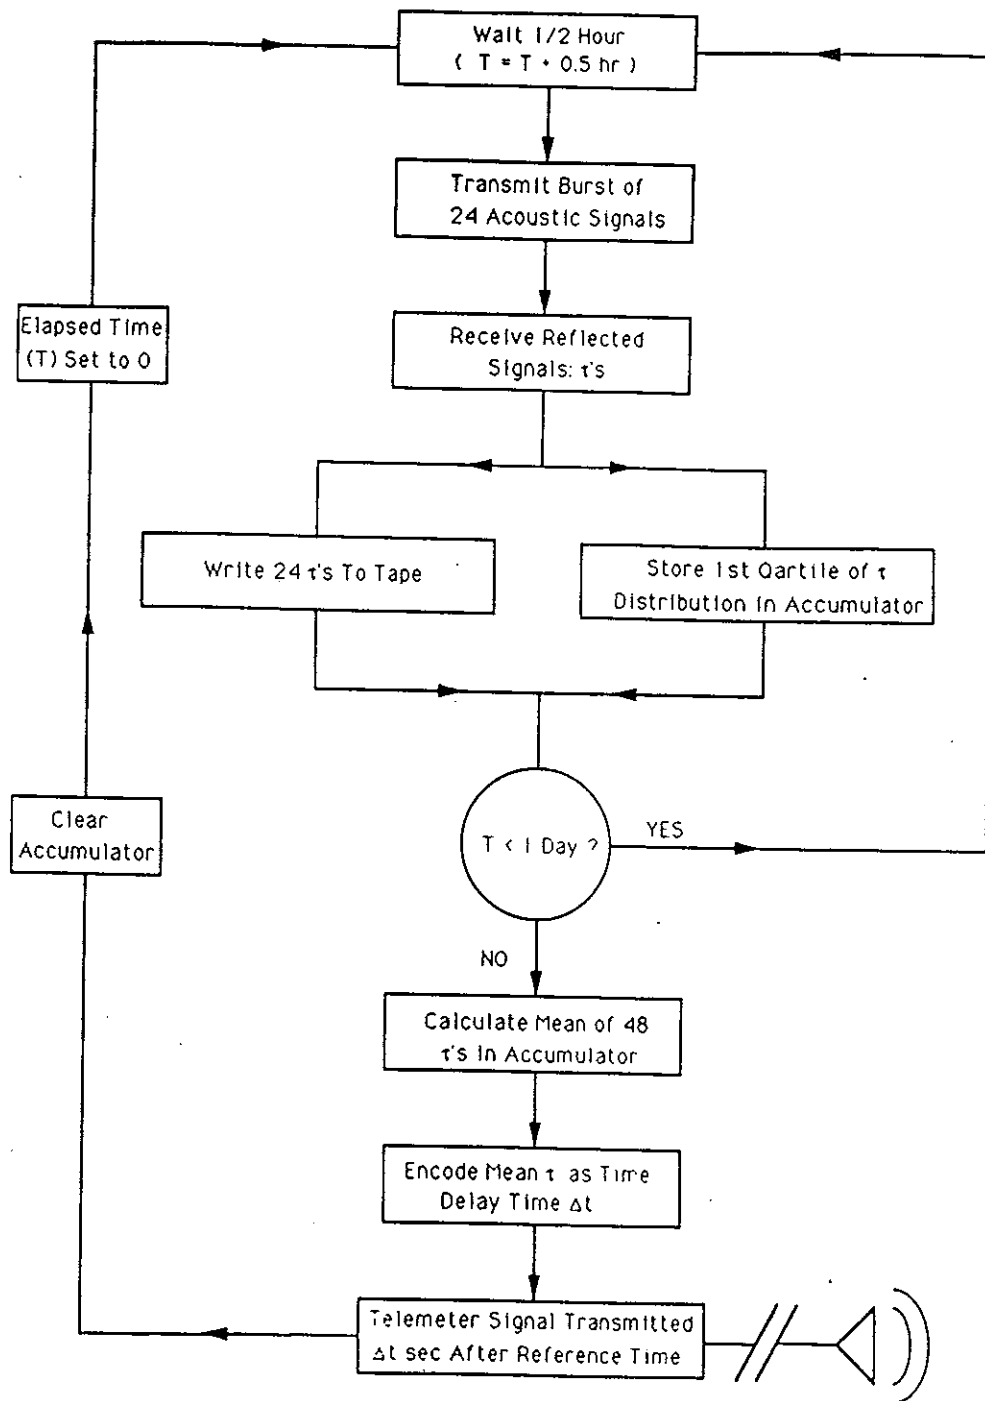 Wait 1/2 Hour
( T = T + 0.5 hr )
Transmit Burst of
24 Acoustic Signals
Elapsed Time
(T) Set to 0
Receive Reflected
Signals: τ's
Write 24 τ's To Tape
Store 1st Qartile of τ
Distribution in Accumulator
Clear
Accumulator
T < 1 Day ?
YES
NO
Calculate Mean of 48
τ's In Accumulator
Encode Mean τ as Time
Delay Time Δt
Telemeter Signal Transmitted
Δt sec After Reference Time